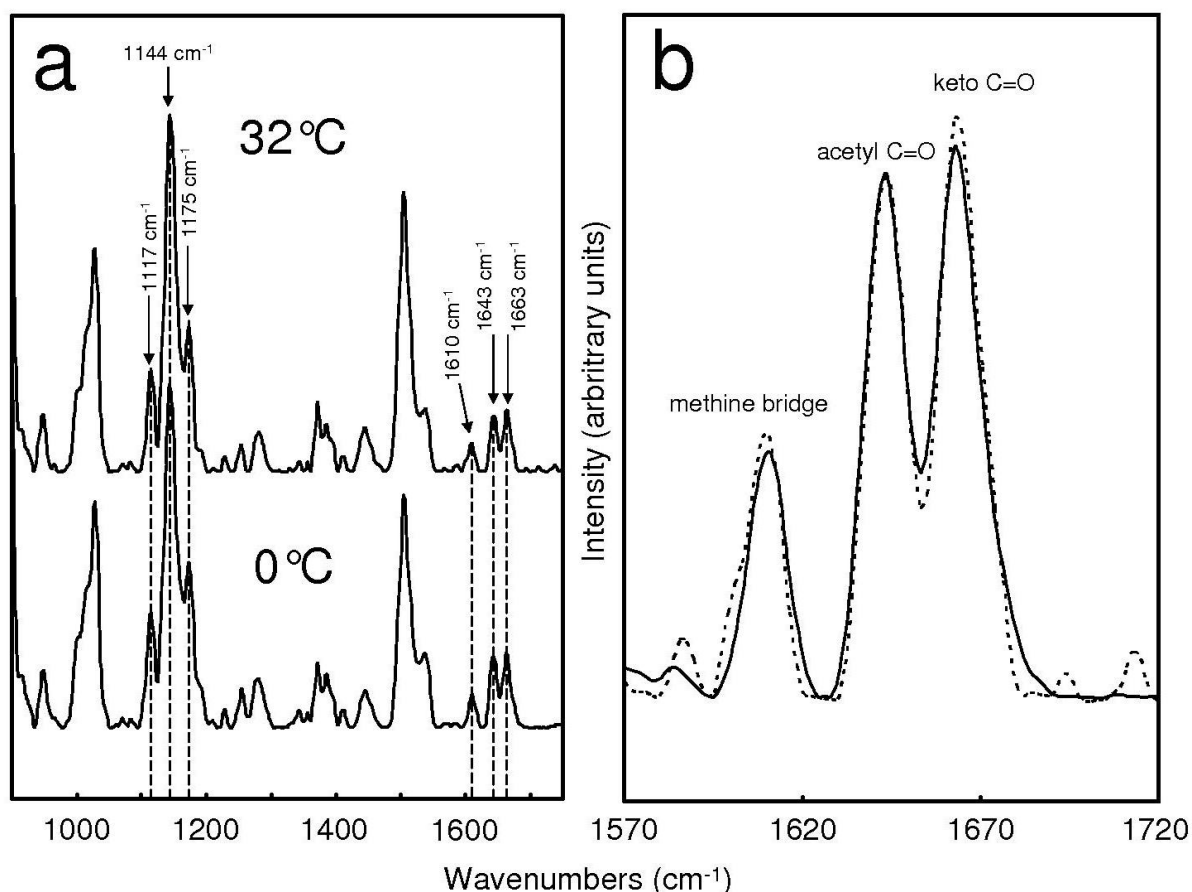 a
1144 cm⁻¹
32°C
1117 cm⁻¹
1175 cm⁻¹
1610 cm⁻¹
1643 cm⁻¹
1663 cm⁻¹
0°C
1000
1200
1400
1600
b
keto C=O
acetyl C=O
methine bridge
Intensity (arbritrary units)
1570
1620
1670
1720
Wavenumbers (cm⁻¹)